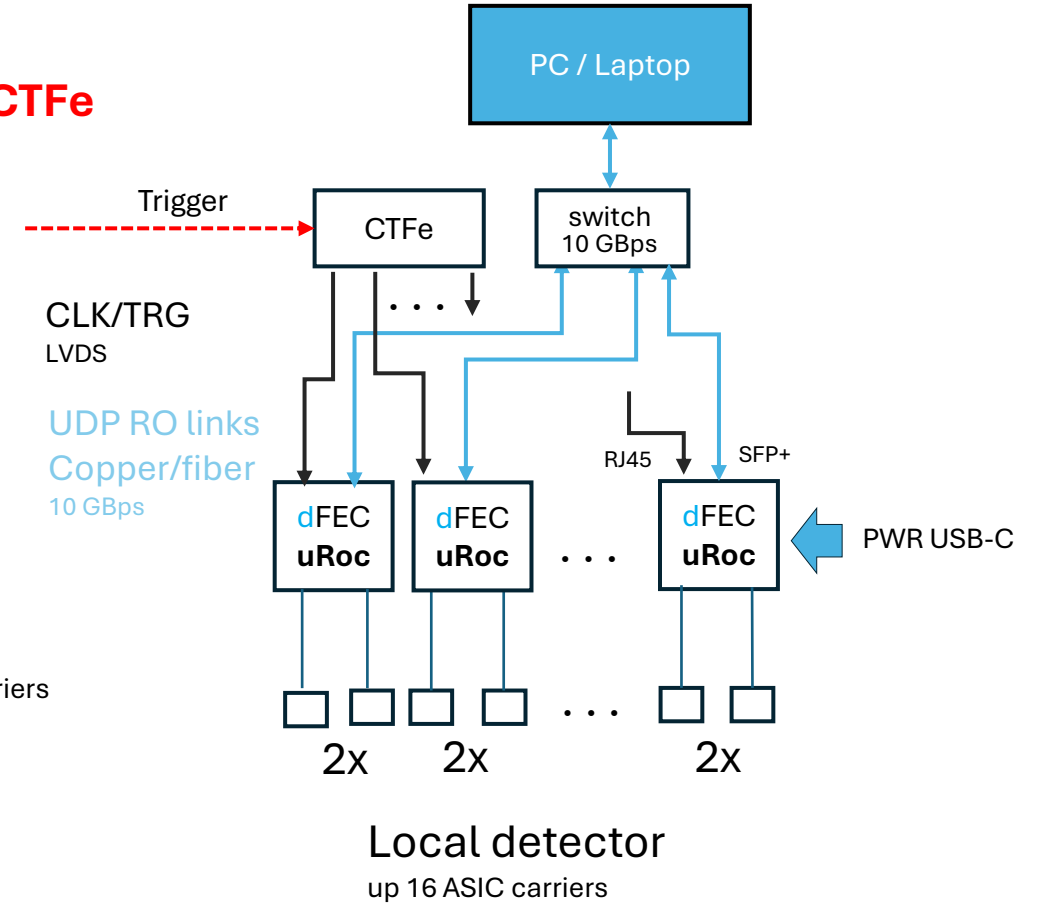 PC / Laptop
CTFe
Trigger
CTFe
switch
10 GBps
. . .
CLK/TRG
LVDS
UDP RO links
Copper/fiber
10 GBps
RJ45
SFP+
dFEC
uRoc
dFEC
uRoc
. . .
dFEC
uRoc
PWR USB-C
riers
. . .
2x
2x
2x
Local detector
up 16 ASIC carriers